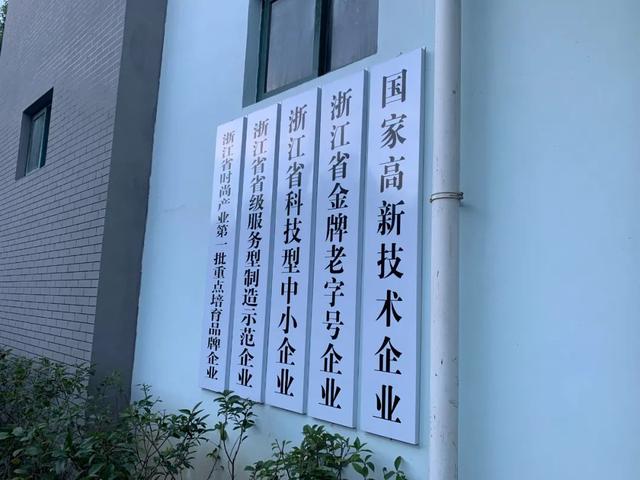 国家高新技术企业
浙江省金牌老字号企业
浙江省科技型中小企业
浙江省省级服务型制造示范企业
浙江省时尚产业第一批重点培育品牌企业